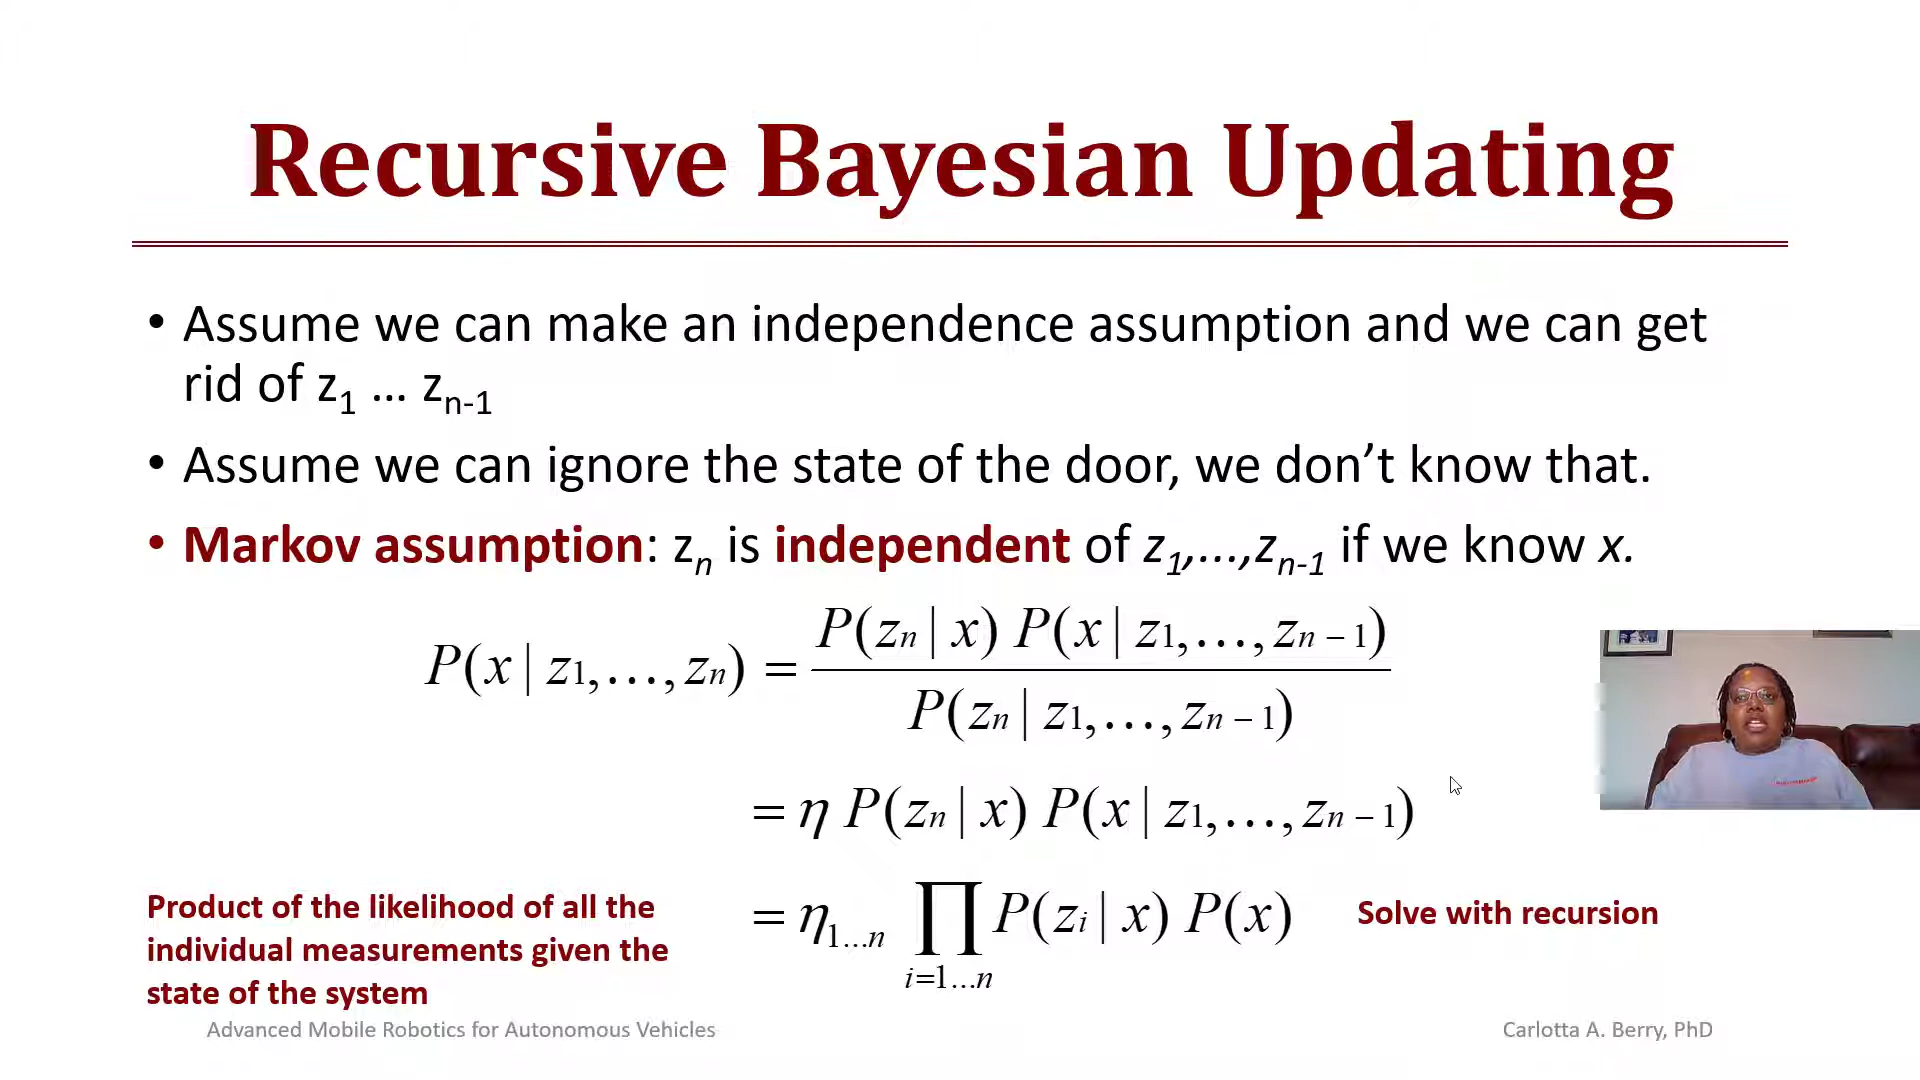 Recursive Bayesian Updating
• Assume we can make an independence assumption and we can get
rid of z₁ … zₙ₋₁
• Assume we can ignore the state of the door, we don’t know that.
• Markov assumption: zₙ is independent of z₁,...,zₙ₋₁ if we know x.
P(x | z1,…,zn) = P(zn | x) P(x | z1,…,zn – 1) / P(zn | z1,…,zn – 1)
= η P(zn | x) P(x | z1,…,zn – 1)
= η1...n ∏ i=1...n P(zi | x) P(x)
Solve with recursion
Product of the likelihood of all the
individual measurements given the
state of the system
Advanced Mobile Robotics for Autonomous Vehicles
Carlotta A. Berry, PhD